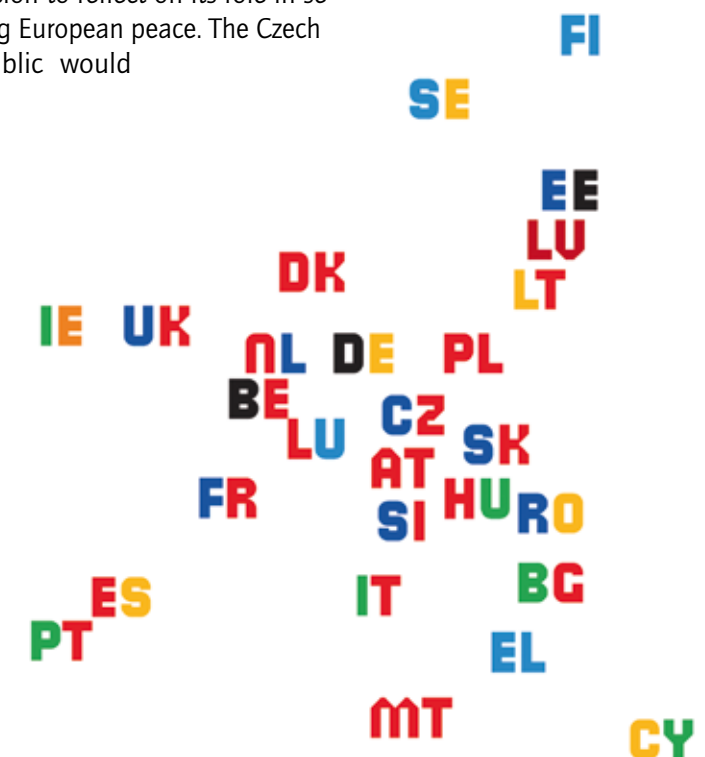 g European peace. The Czech
blic would
FI
SE
EE
LV
DK
LT
IE UK
NL DE PL
BE
CZ
LU SK
AT
FR HU RO
SI
ES IT BG
PT
EL
MT
CY